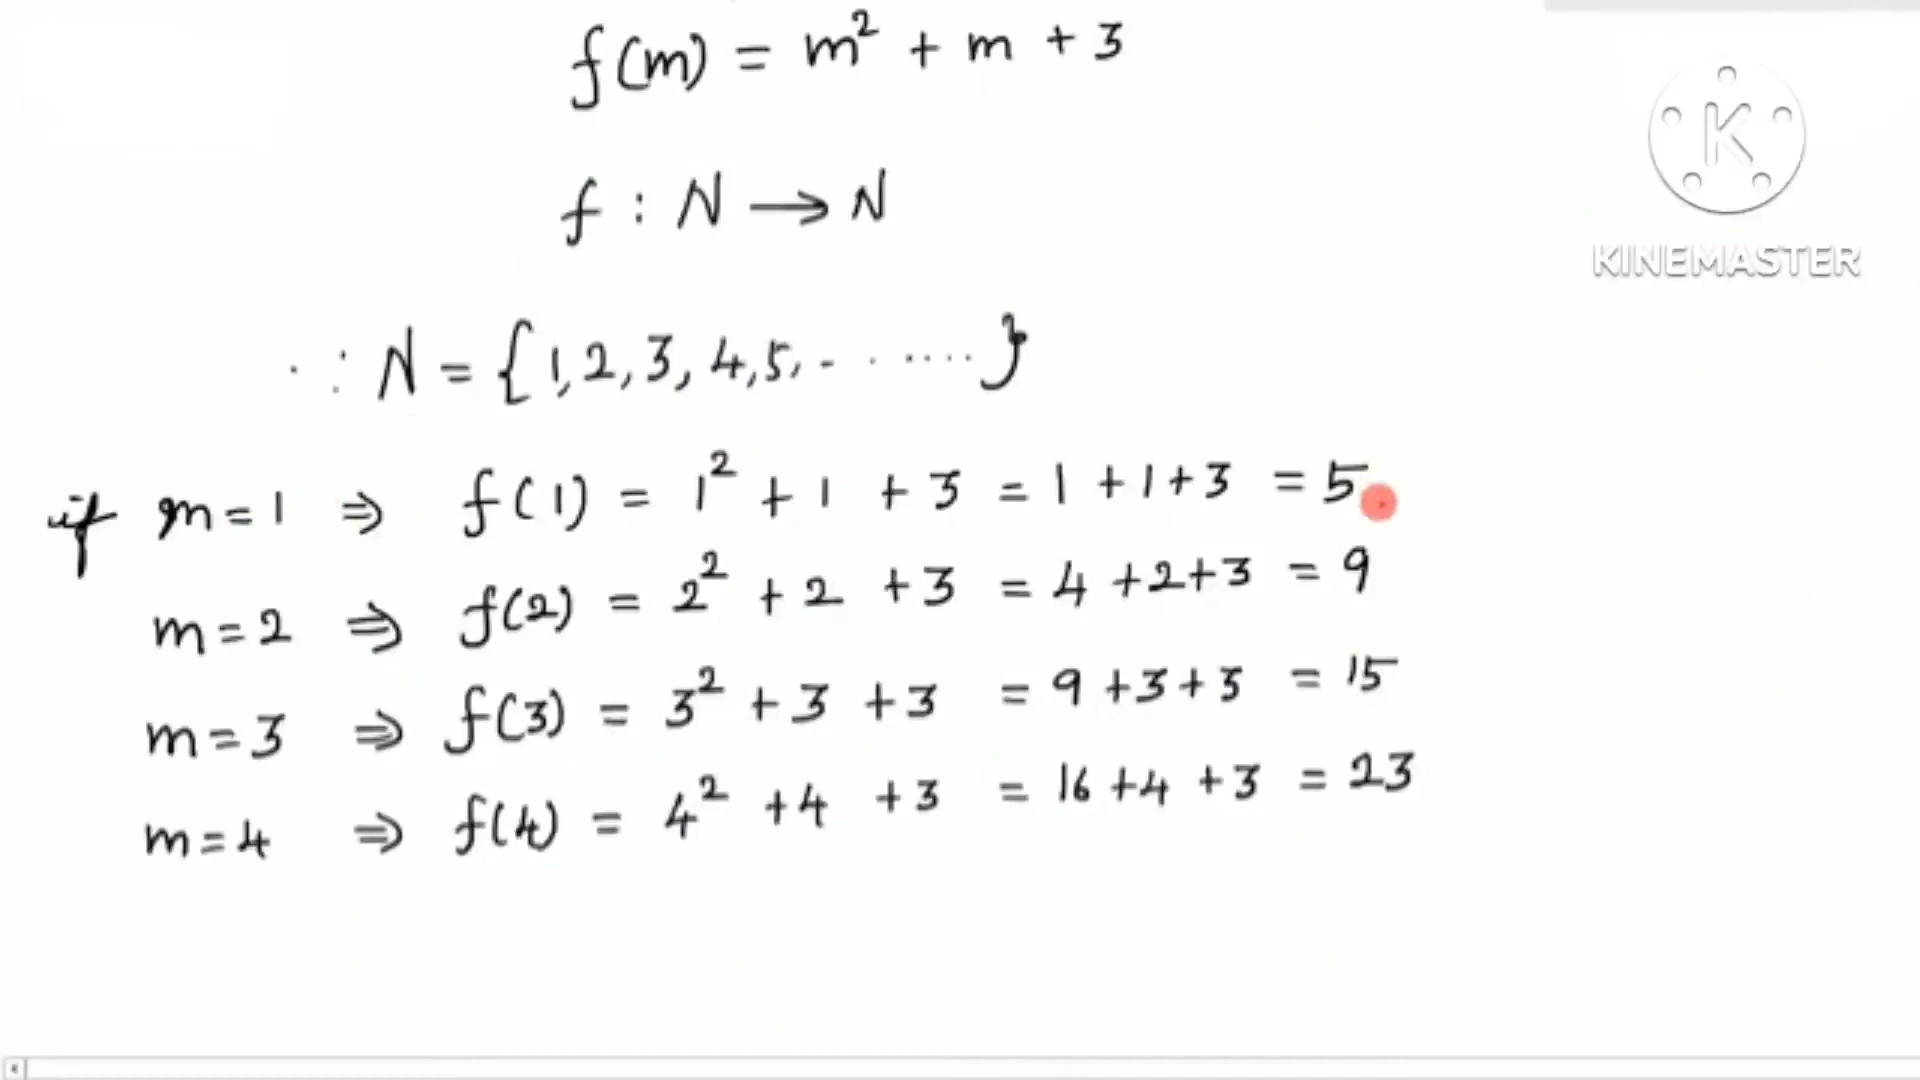 f(m) = m² + m + 3
f : N → N
∵ N = {1, 2, 3, 4, 5, - . .....}
if m = 1 ⇒ f(1) = 1² + 1 + 3 = 1 + 1 + 3 = 5
m = 2 ⇒ f(2) = 2² + 2 + 3 = 4 + 2 + 3 = 9
m = 3 ⇒ f(3) = 3² + 3 + 3 = 9 + 3 + 3 = 15
m = 4 ⇒ f(4) = 4² + 4 + 3 = 16 + 4 + 3 = 23
K
KINEMASTER